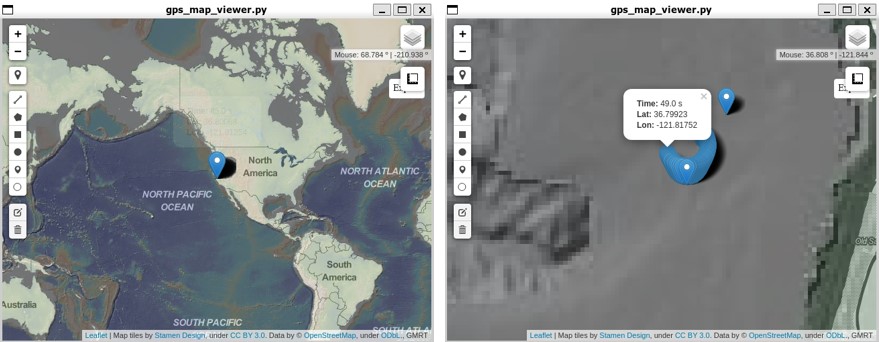 gps_map_viewer.py
+
−
Mouse: 68.784 ° | -210.938 °
North
America
NORTH ATLANTIC
OCEAN
NORTH PACIFIC
OCEAN
South
America
Australia
SOUTH PACIFIC
SOUTH ATLA
Leaflet | Map tiles by Stamen Design, under CC BY 3.0. Data by © OpenStreetMap, under ODbL., GMRT
gps_map_viewer.py
+
−
Mouse: 36.808 ° | -121.844 °
Time: 49.0 s
Lat: 36.79923
Lon: -121.81752
×
Leaflet | Map tiles by Stamen Design, under CC BY 3.0. Data by © OpenStreetMap, under ODbL., GMRT